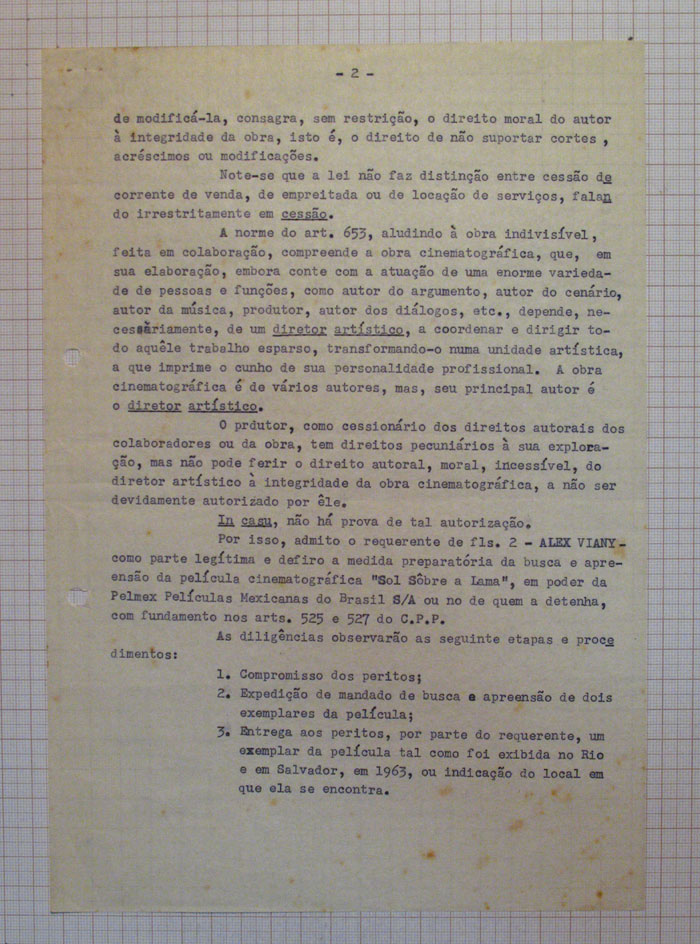 - 2 -
de modificá-la, consagra, sem restrição, o direito moral do autor
à integridade da obra, isto é, o direito de não suportar cortes ,
acréscimos ou modificações.
Note-se que a lei não faz distinção entre cessão de
corrente de venda, de empreitada ou de locação de serviços, falan
do irrestritamente em cessão.
A norme do art. 653, aludindo à obra indivisível,
feita em colaboração, compreende a obra cinematográfica, que, em
sua elaboração, embora conte com a atuação de uma enorme varieda-
de de pessoas e funções, como autor do argumento, autor do cenário,
autor da música, produtor, autor dos diálogos, etc., depende, ne-
cessàriamente, de um diretor artístico, a coordenar e dirigir to-
do aquêle trabalho esparso, transformando-o numa unidade artística,
a que imprime o cunho de sua personalidade profissional. A obra
cinematográfica é de vários autores, mas, seu principal autor é
o diretor artístico.
O prdutor, como cessionário dos direitos autorais dos
colaboradores ou da obra, tem direitos pecuniários à sua explora-
ção, mas não pode ferir o direito autoral, moral, incessível, do
diretor artístico à integridade da obra cinematográfica, a não ser
devidamente autorizado por êle.
In casu, não há prova de tal autorização.
Por isso, admito o requerente de fls. 2 - ALEX VIANY-
como parte legítima e defiro a medida preparatória da busca e apre-
ensão da película cinematográfica "Sol Sôbre a Lama", em poder da
Pelmex Películas Mexicanas do Brasil S/A ou no de quem a detenha,
com fundamento nos arts. 525 e 527 do C.P.P.
As diligências observarão as seguinte etapas e proce
dimentos:
1. Compromisso dos peritos;
2. Expedição de mandado de busca e apreensão de dois
exemplares da película;
3. Entrega aos peritos, por parte do requerente, um
exemplar da película tal como foi exibida no Rio
e em Salvador, em 1963, ou indicação do local em
que ela se encontra.